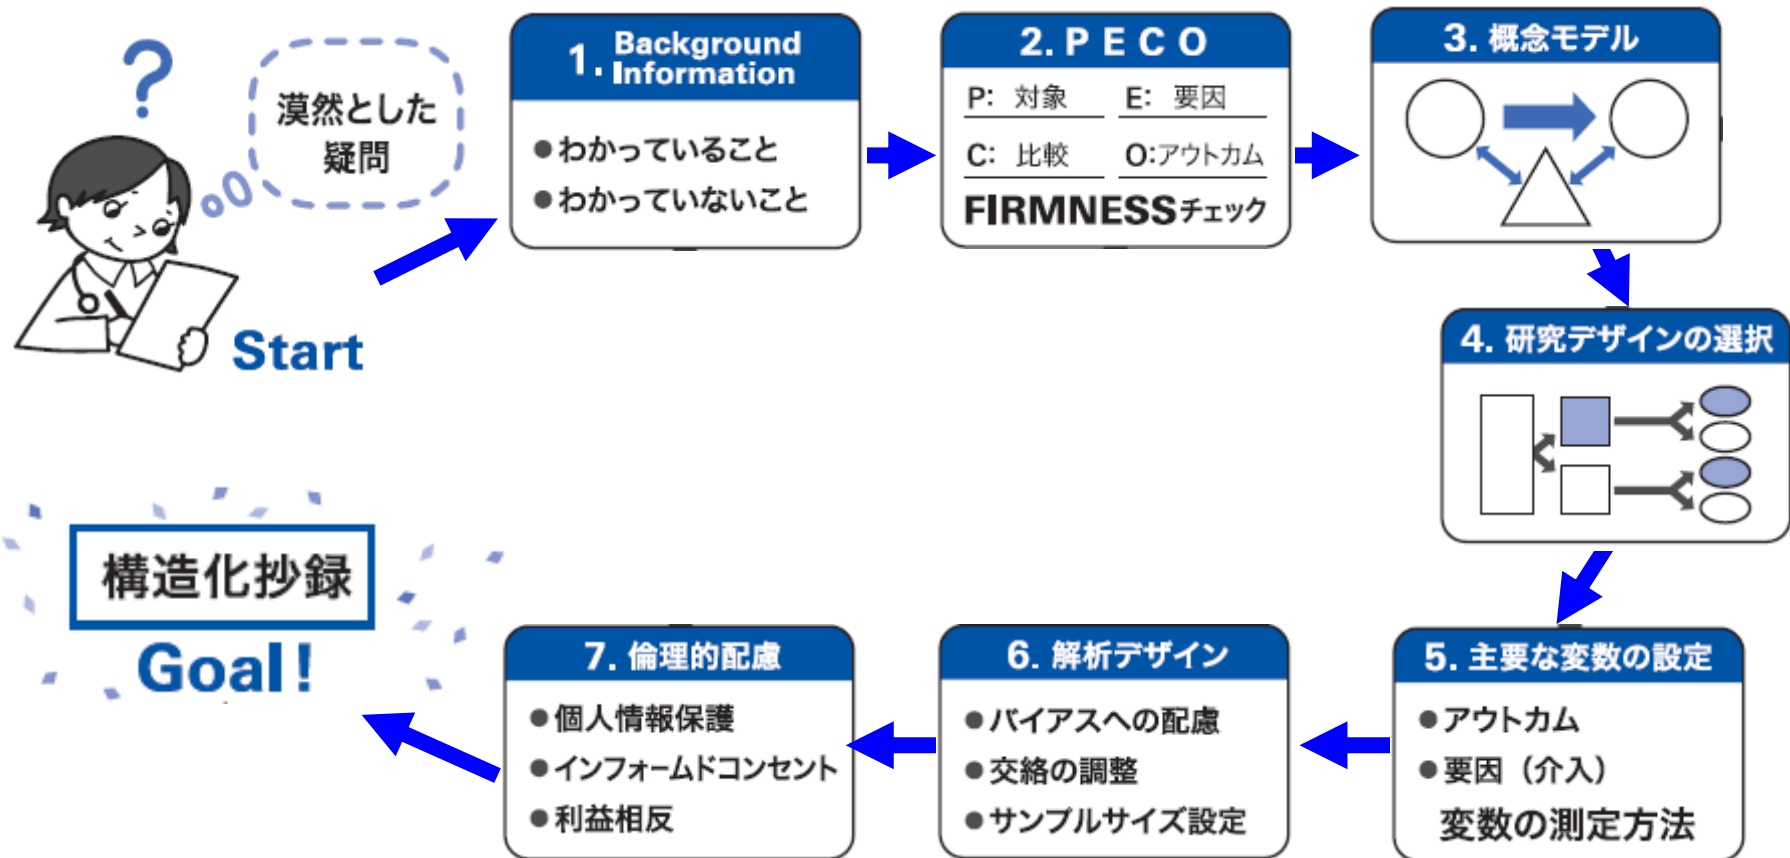 ?
漠然とした
疑問
Start
1. Background
Information
●わかっていること
●わかっていないこと
2. P E C O
P: 対象 E: 要因
C: 比較 O:アウトカム
FIRMNESSチェック
3. 概念モデル
4. 研究デザインの選択
5. 主要な変数の設定
●アウトカム
●要因（介入）
変数の測定方法
6. 解析デザイン
●バイアスへの配慮
●交絡の調整
●サンプルサイズ設定
7. 倫理的配慮
●個人情報保護
●インフォームドコンセント
●利益相反
構造化抄録
Goal!